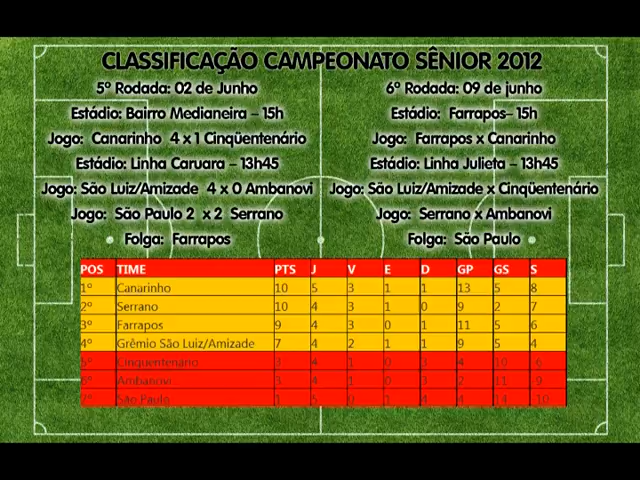 CLASSIFICAÇÃO CAMPEONATO SÊNIOR 2012
5º Rodada: 02 de Junho
Estádio: Bairro Medianeira – 15h
Jogo: Canarinho 4 x 1 Cinqüentenário
Estádio: Linha Caruara – 13h45
Jogo: São Luiz/Amizade 4 x 0 Ambanovi
Jogo: São Paulo 2 x 2 Serrano
Folga: Farrapos
6º Rodada: 09 de junho
Estádio: Farrapos– 15h
Jogo: Farrapos x Canarinho
Estádio: Linha Julieta – 13h45
Jogo: São Luiz/Amizade x Cinqüentenário
Jogo: Serrano x Ambanovi
Folga: São Paulo
POS TIME PTS J V E D GP GS S
1º Canarinho 10 5 3 1 1 13 5 8
2º Serrano 10 4 3 1 0 9 2 7
3º Farrapos 9 4 3 0 1 11 5 6
4º Grêmio São Luiz/Amizade 7 4 2 1 1 9 5 4
5º Cinqüentenário 3 4 1 0 3 4 10 -6
6º Ambanovi 3 4 1 0 3 2 11 -9
7º São Paulo 1 5 0 1 4 4 14 -10